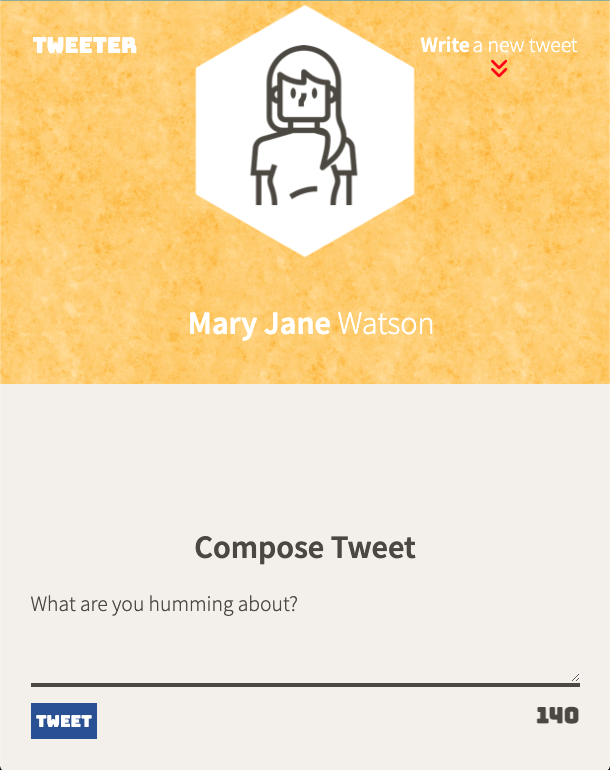 TWEETER
Write a new tweet
Mary Jane Watson
Compose Tweet
What are you humming about?
TWEET
140